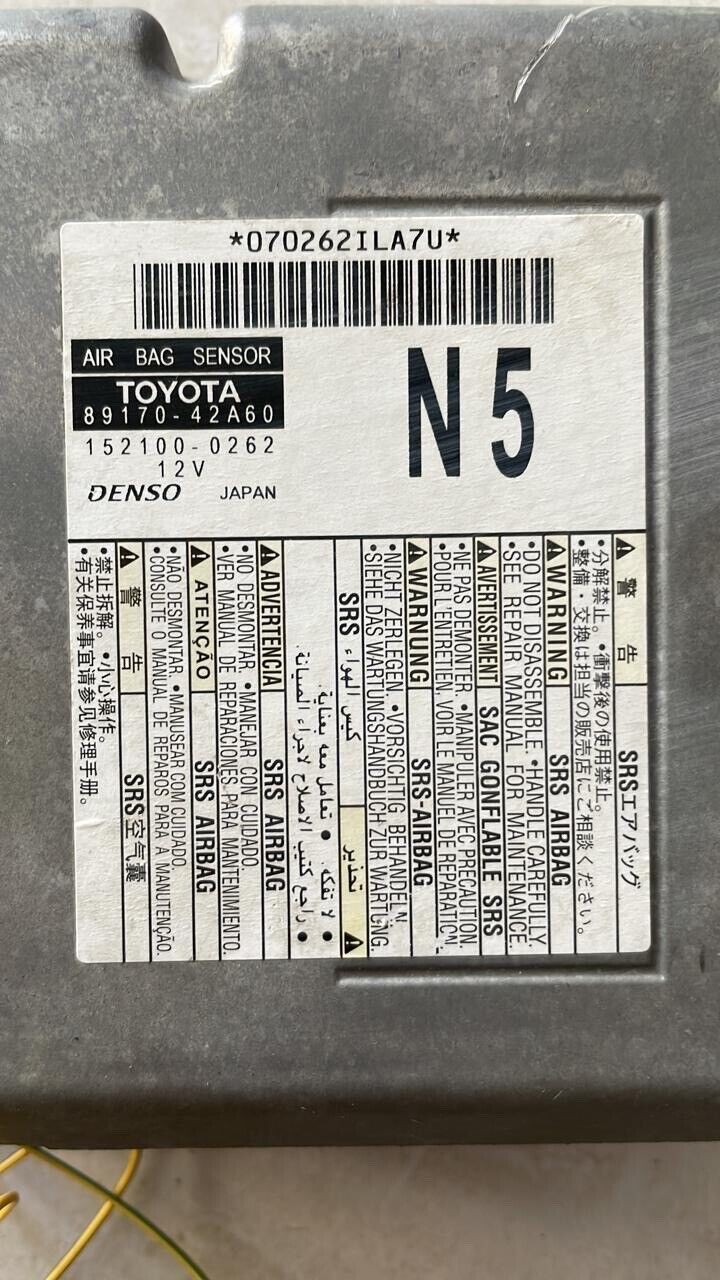 *070262ILA7U*
AIR BAG SENSOR
TOYOTA
89170-42A60
152100-0262
12V
DENSO JAPAN
N5
⚠警 告 SRSエアバッグ
•分解禁止。•衝撃後の使用禁止。
•整備・交換は担当の販売店にご相談ください。
⚠WARNING SRS AIRBAG
•DO NOT DISASSEMBLE. •HANDLE CAREFULLY
•SEE REPAIR MANUAL FOR MAINTENANCE.
⚠AVERTISSEMENT SAC GONFLABLE SRS
•NE PAS DEMONTER. •MANIPULER AVEC PRECAUTION
•POUR L'ENTRETIEN, VOIR LE MANUEL DE REPARATION.
⚠WARNUNG SRS-AIRBAG
•NICHT ZERLEGEN. •VORSICHTIG BEHANDELN.
•SIEHE DAS WARTUNGSHANDBUCH ZUR WARTUNG.
⚠ تحذير كيس الهواء SRS
• لا تفكه. • تعامل معه بعناية.
• راجع كتيب الاصلاح لاجراء الصيانة.
⚠ADVERTENCIA SRS AIRBAG
•NO DESMONTAR. •MANEJAR CON CUIDADO.
•VER MANUAL DE REPARACIONES PARA MANTENIMIENTO.
⚠ATENÇÃO SRS AIRBAG
•NÃO DESMONTAR. •MANUSEAR COM CUIDADO.
•CONSULTE O MANUAL DE REPAROS PARA A MANUTENÇÃO.
⚠警 告 SRS空气囊
•禁止拆解。•小心操作。
•有关保养事宜请参见修理手册。